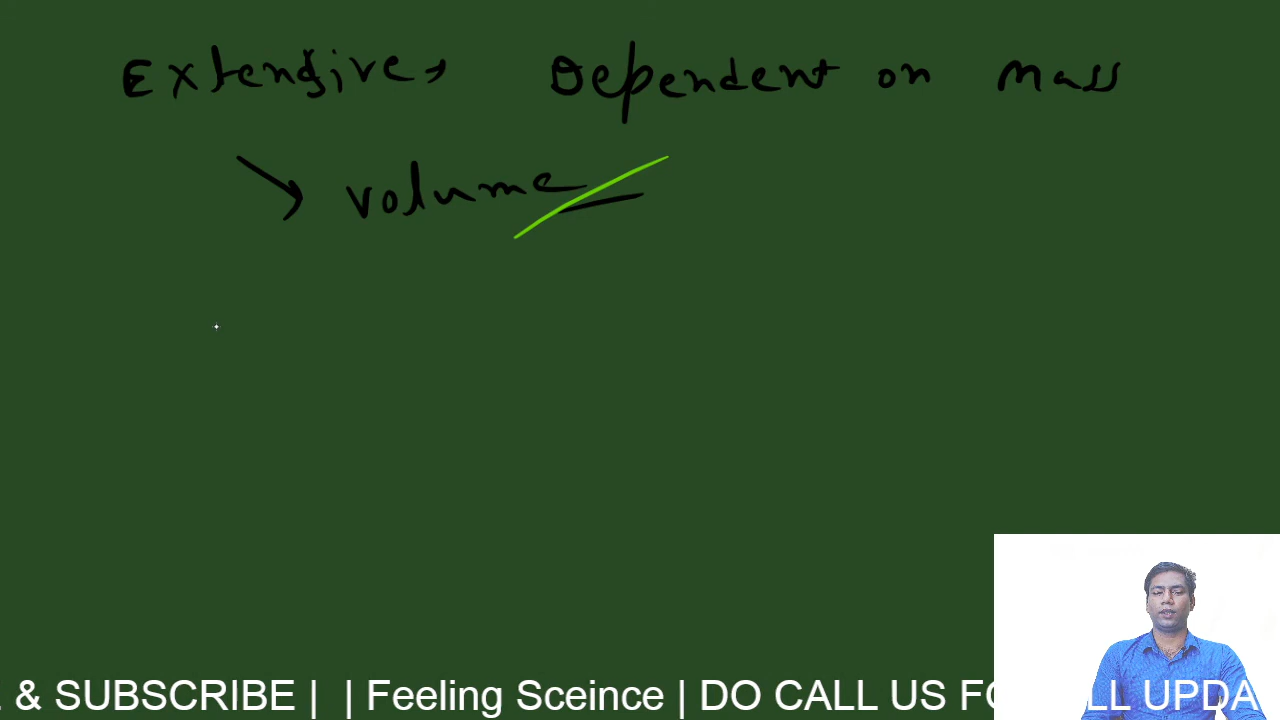 Extensive, Dependent on Mass
→ volume
. & SUBSCRIBE | | Feeling Sceince | DO CALL US FO LL UPDA